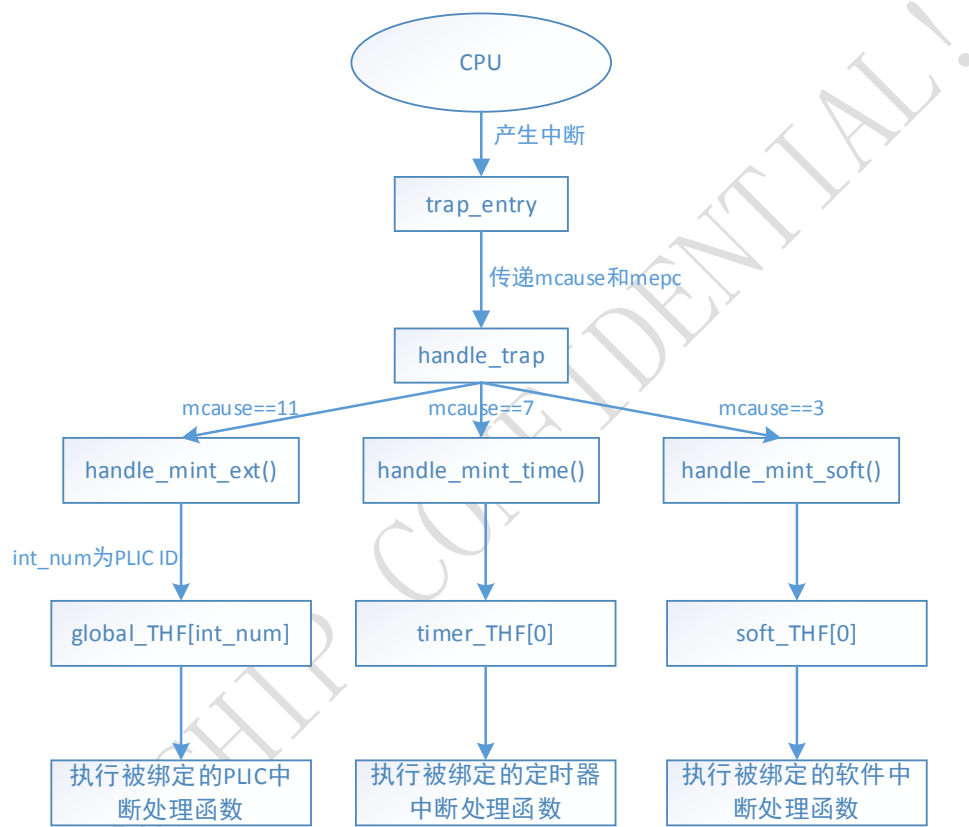 CPU
产生中断
trap_entry
传递mcause和mepc
handle_trap
mcause==11
mcause==7
mcause==3
handle_mint_ext()
handle_mint_time()
handle_mint_soft()
int_num为PLIC ID
global_THF[int_num]
timer_THF[0]
soft_THF[0]
执行被绑定的PLIC中
断处理函数
执行被绑定的定时器
中断处理函数
执行被绑定的软件中
断处理函数
CHIP CONFIDENTIAL!